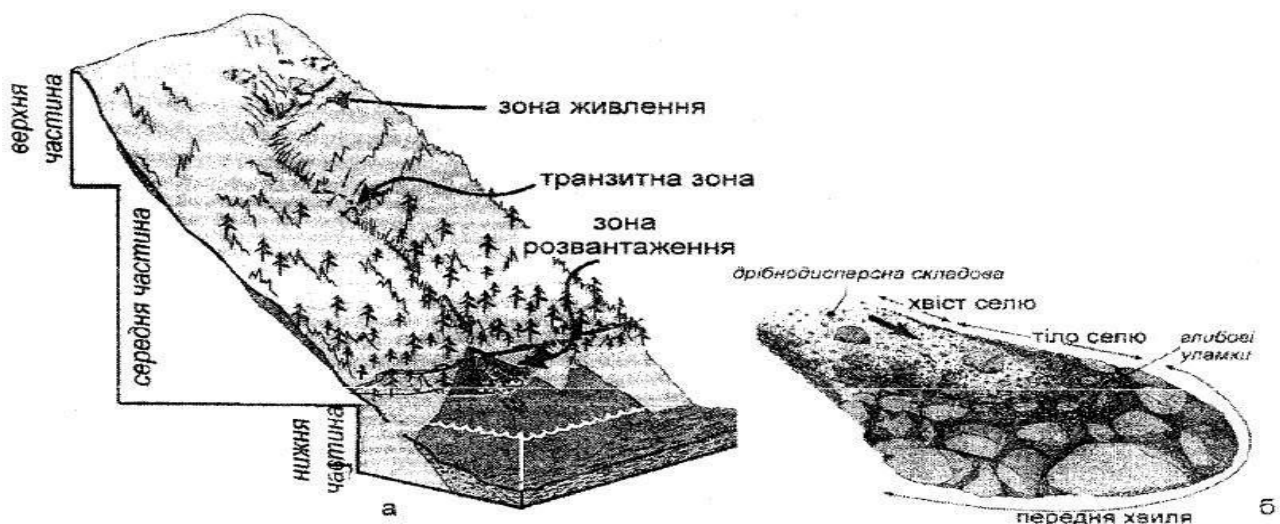 верхня
частина
середня частина
нижня
частина
зона живлення
транзитна зона
зона
розвантаження
а
дрібнодисперсна складова
хвіст селю
тіло селю
глибові
уламки
передня хвиля
б